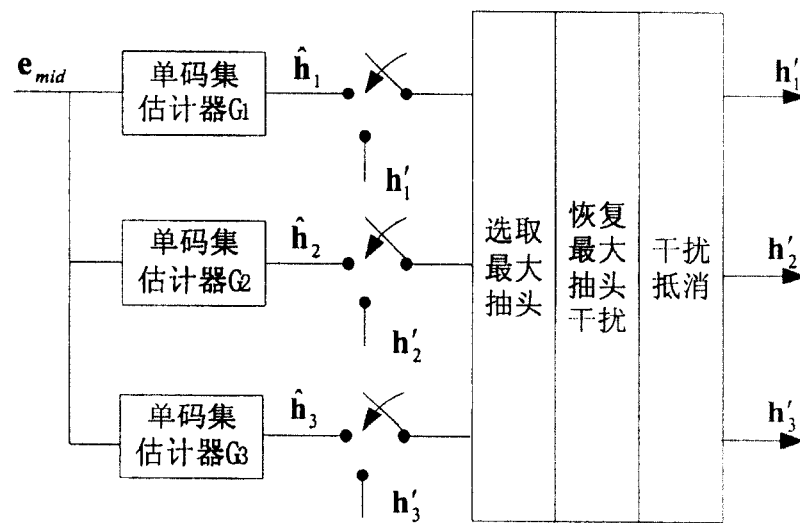 e_mid
单码集
估计器G1
ĥ₁
h′₁
单码集
估计器G2
ĥ₂
h′₂
单码集
估计器G3
ĥ₃
h′₃
选取
最大
抽头
恢复
最大
抽头
干扰
干扰
抵消
h′₁
h′₂
h′₃